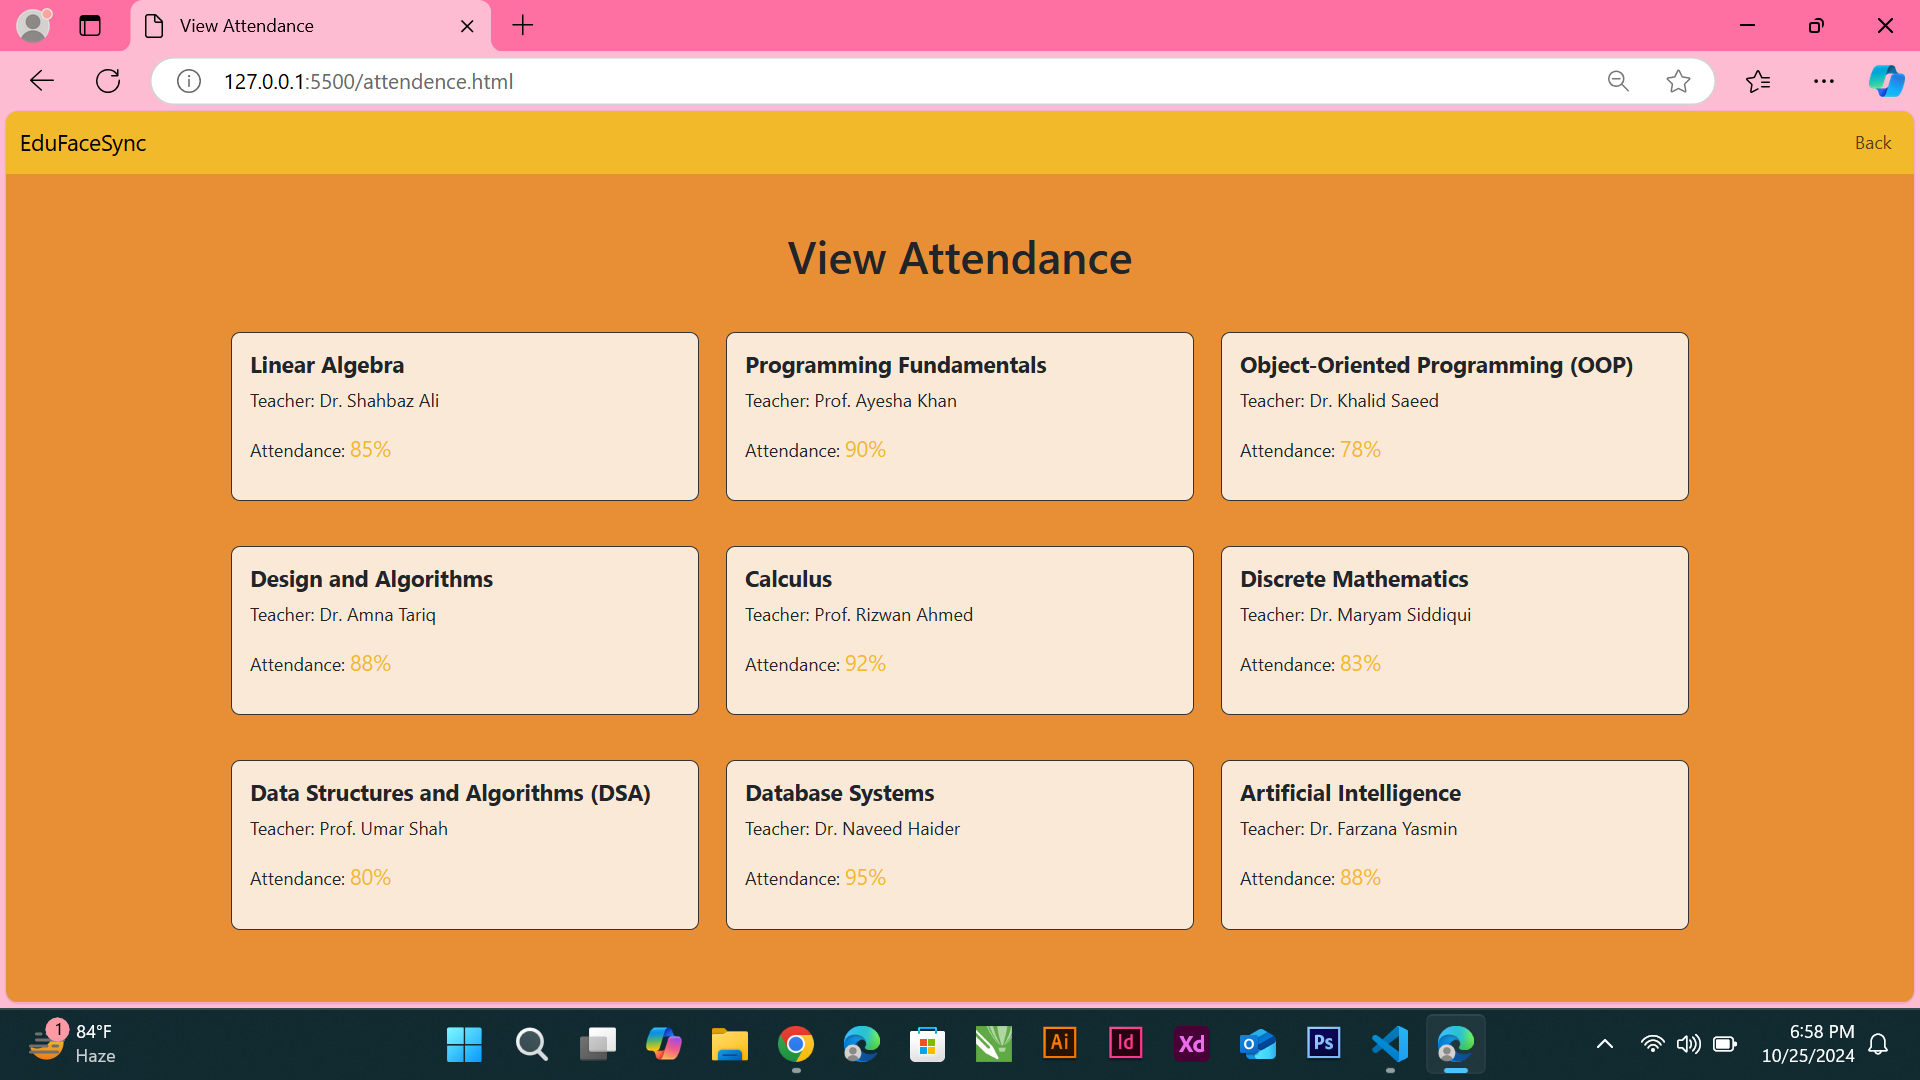 View Attendance
127.0.0.1:5500/attendence.html
EduFaceSync
Back
View Attendance
Linear Algebra
Teacher: Dr. Shahbaz Ali
Attendance: 85%
Programming Fundamentals
Teacher: Prof. Ayesha Khan
Attendance: 90%
Object-Oriented Programming (OOP)
Teacher: Dr. Khalid Saeed
Attendance: 78%
Design and Algorithms
Teacher: Dr. Amna Tariq
Attendance: 88%
Calculus
Teacher: Prof. Rizwan Ahmed
Attendance: 92%
Discrete Mathematics
Teacher: Dr. Maryam Siddiqui
Attendance: 83%
Data Structures and Algorithms (DSA)
Teacher: Prof. Umar Shah
Attendance: 80%
Database Systems
Teacher: Dr. Naveed Haider
Attendance: 95%
Artificial Intelligence
Teacher: Dr. Farzana Yasmin
Attendance: 88%
1
84°F
Haze
Ai
Id
Xd
Ps
6:58 PM
10/25/2024